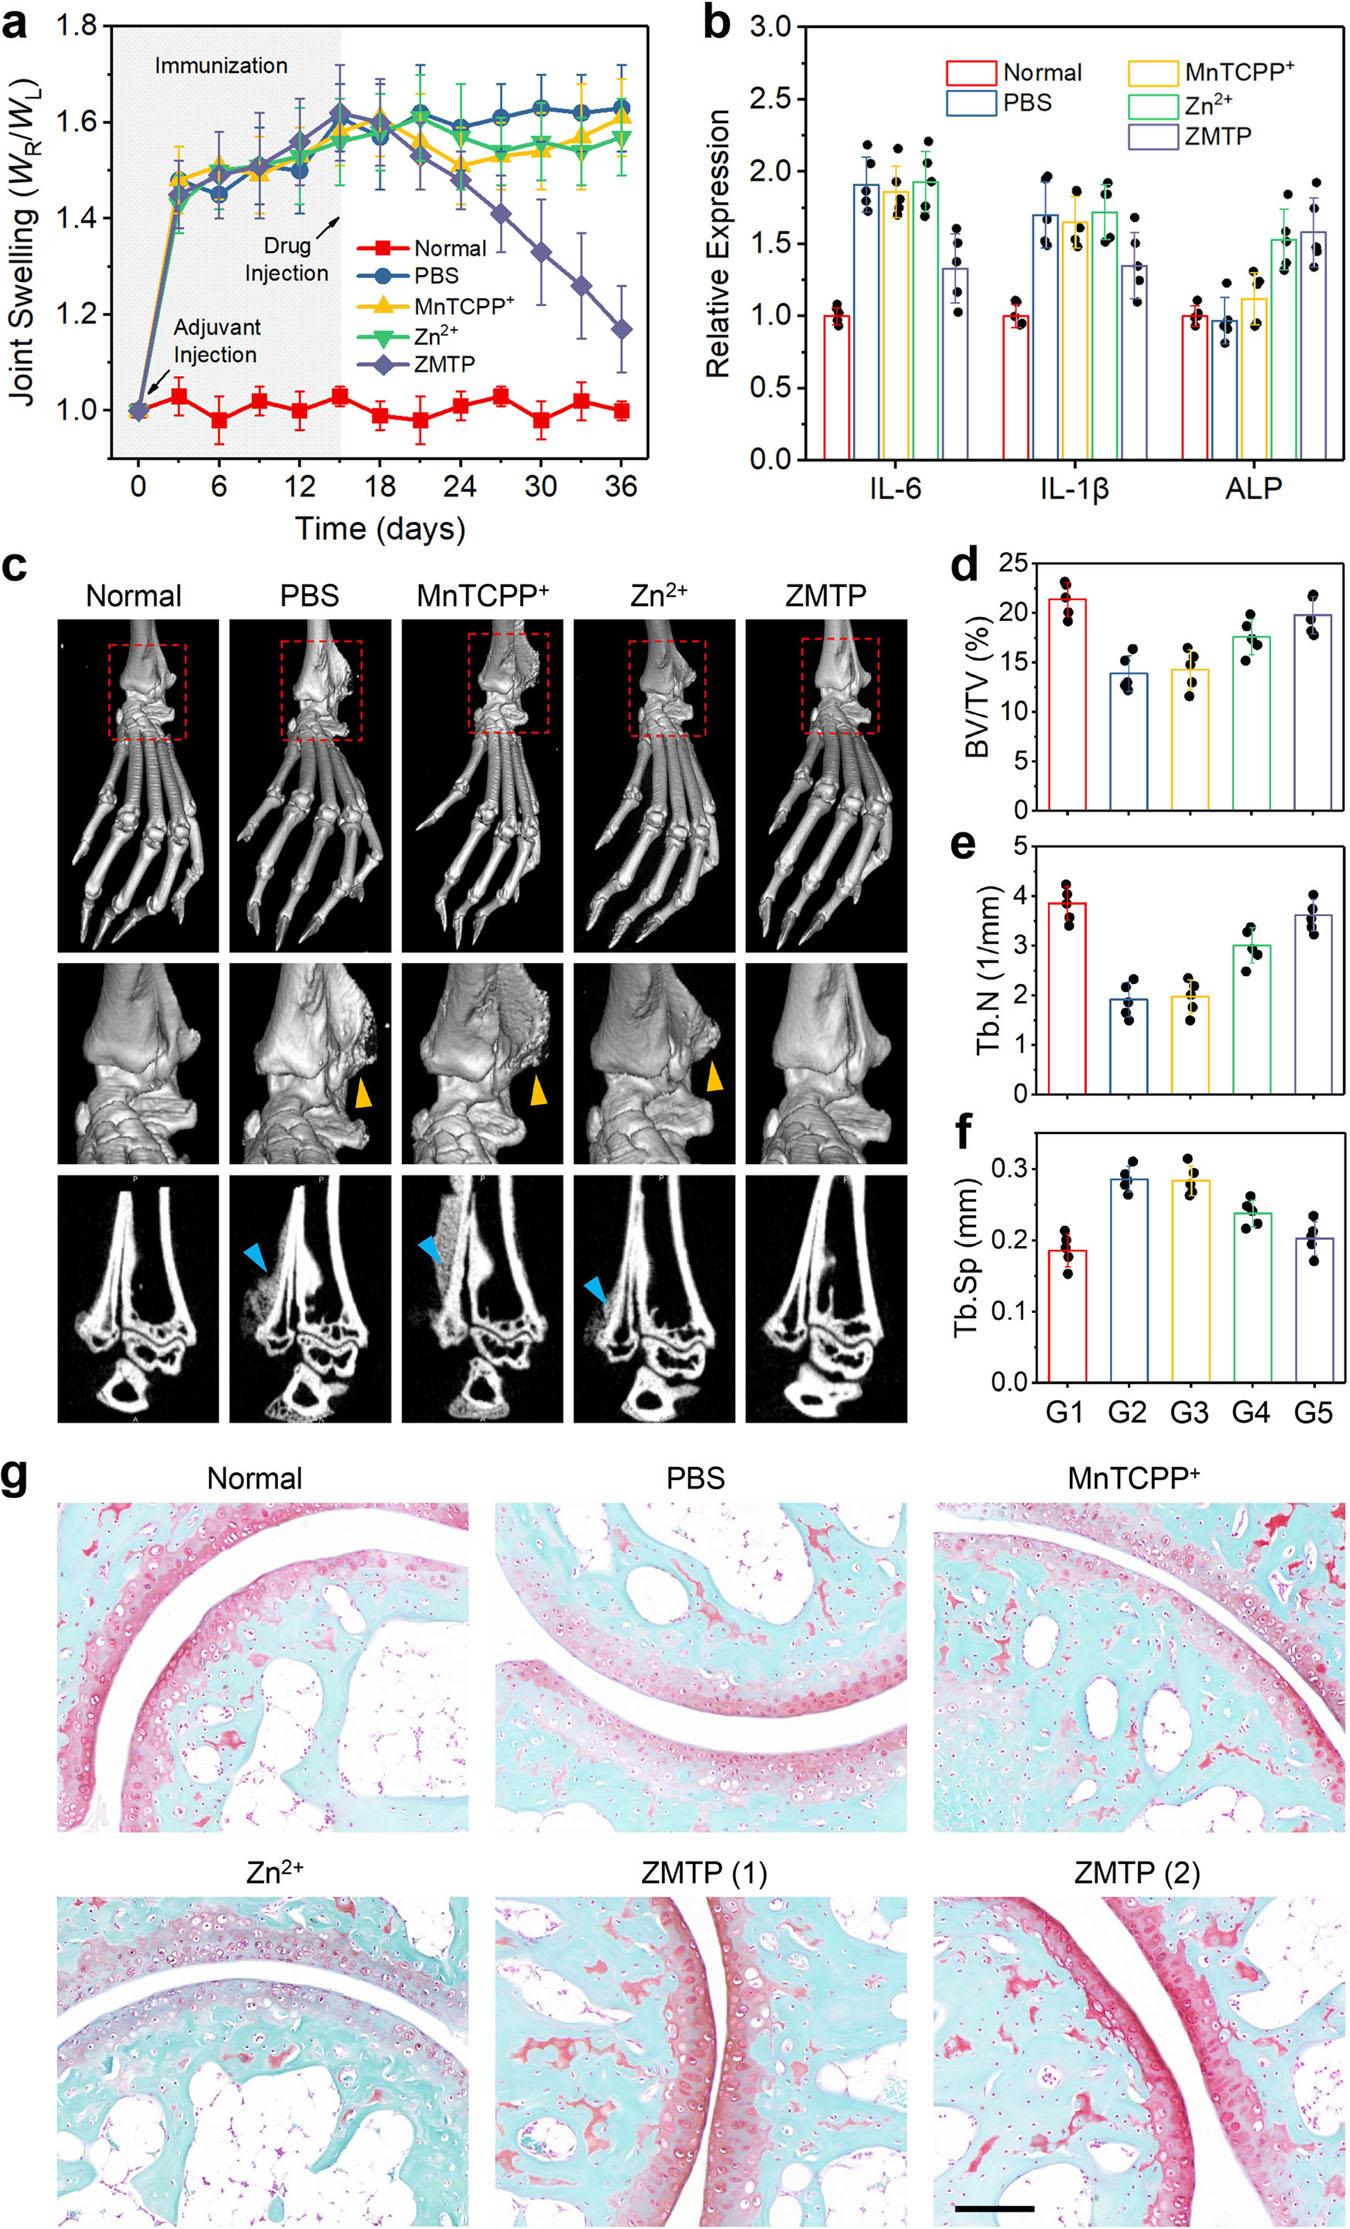 a
1.8
1.6
1.4
1.2
1.0
Joint Swelling (WR/WL)
Immunization
Drug
Injection
Adjuvant
Injection
Normal
PBS
MnTCPP⁺
Zn²⁺
ZMTP
0 6 12 18 24 30 36
Time (days)
b
3.0
2.5
2.0
1.5
1.0
0.5
0.0
Relative Expression
Normal
PBS
MnTCPP⁺
Zn²⁺
ZMTP
IL-6 IL-1β ALP
c
Normal PBS MnTCPP⁺ Zn²⁺ ZMTP
P P P P P
A A A
d
25
20
15
10
5
0
BV/TV (%)
e
5
4
3
2
1
0
Tb.N (1/mm)
f
0.3
0.2
0.1
0.0
Tb.Sp (mm)
G1 G2 G3 G4 G5
g
Normal PBS MnTCPP⁺
Zn²⁺ ZMTP (1) ZMTP (2)